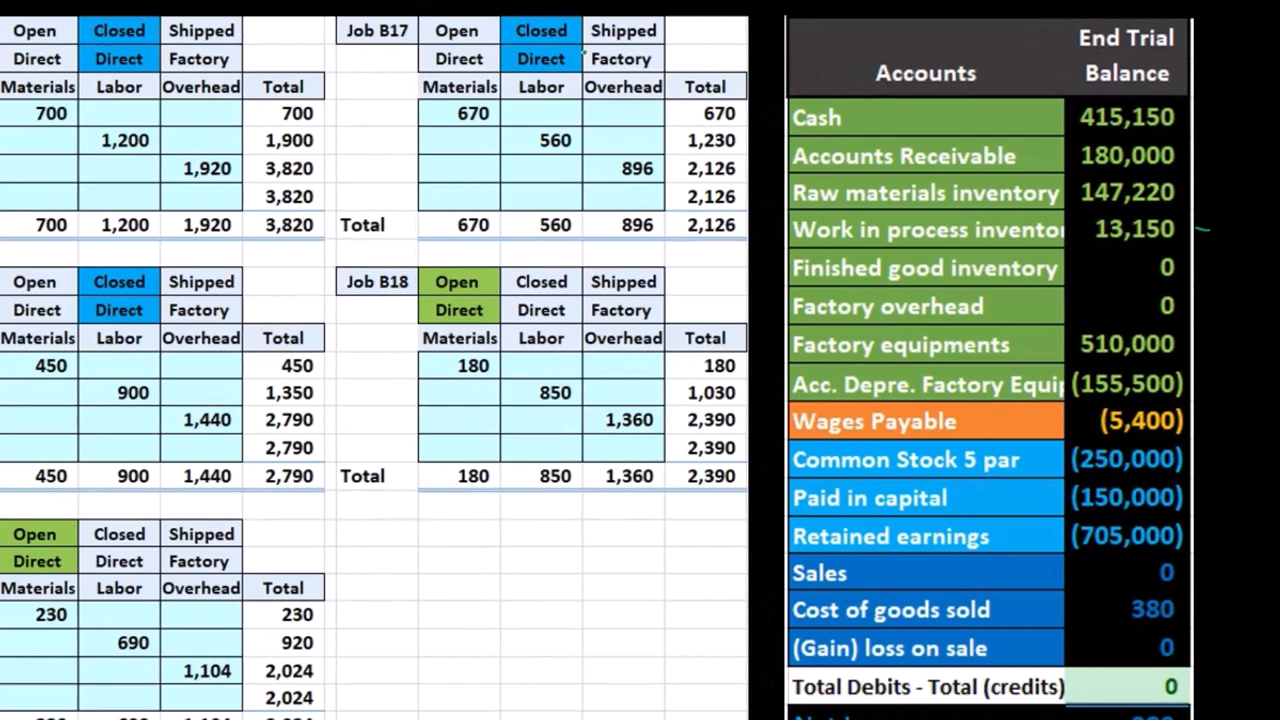 Open Closed Shipped Job B17 Open Closed Shipped
Direct Direct Factory Direct Direct Factory
Materials Labor Overhead Total Materials Labor Overhead Total
700 700 670 670
1,200 1,900 560 1,230
1,920 3,820 896 2,126
3,820 2,126
700 1,200 1,920 3,820 Total 670 560 896 2,126
Open Closed Shipped Job B18 Open Closed Shipped
Direct Direct Factory Direct Direct Factory
Materials Labor Overhead Total Materials Labor Overhead Total
450 450 180 180
900 1,350 850 1,030
1,440 2,790 1,360 2,390
2,790 2,390
450 900 1,440 2,790 Total 180 850 1,360 2,390
Open Closed Shipped
Direct Direct Factory
Materials Labor Overhead Total
230 230
690 920
1,104 2,024
2,024
End Trial
Accounts Balance
Cash 415,150
Accounts Receivable 180,000
Raw materials inventory 147,220
Work in process invento 13,150
Finished good inventory 0
Factory overhead 0
Factory equipments 510,000
Acc. Depre. Factory Equip (155,500)
Wages Payable (5,400)
Common Stock 5 par (250,000)
Paid in capital (150,000)
Retained earnings (705,000)
Sales 0
Cost of goods sold 380
(Gain) loss on sale 0
Total Debits - Total (credits) 0